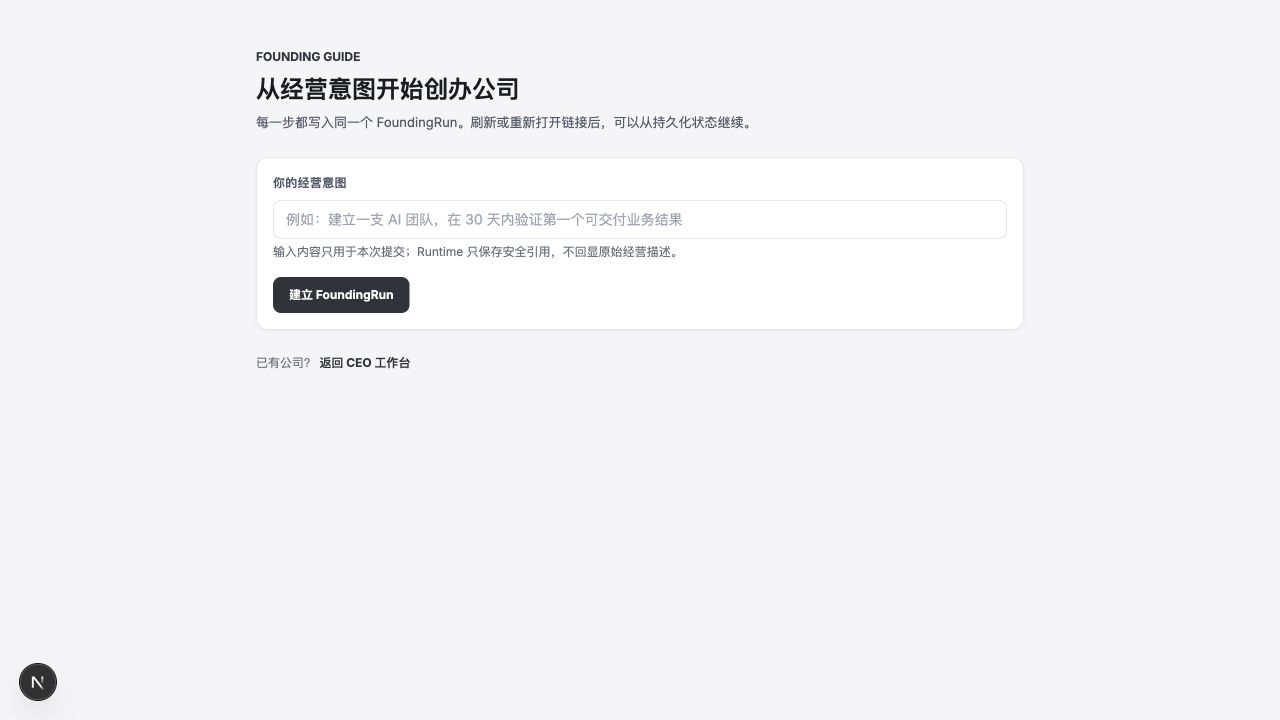 FOUNDING GUIDE
从经营意图开始创办公司
每一步都写入同一个 FoundingRun。刷新或重新打开链接后，可以从持久化状态继续。
你的经营意图
例如：建立一支 AI 团队，在 30 天内验证第一个可交付业务结果
输入内容只用于本次提交；Runtime 只保存安全引用，不回显原始经营描述。
建立 FoundingRun
已有公司? 返回 CEO 工作台
N